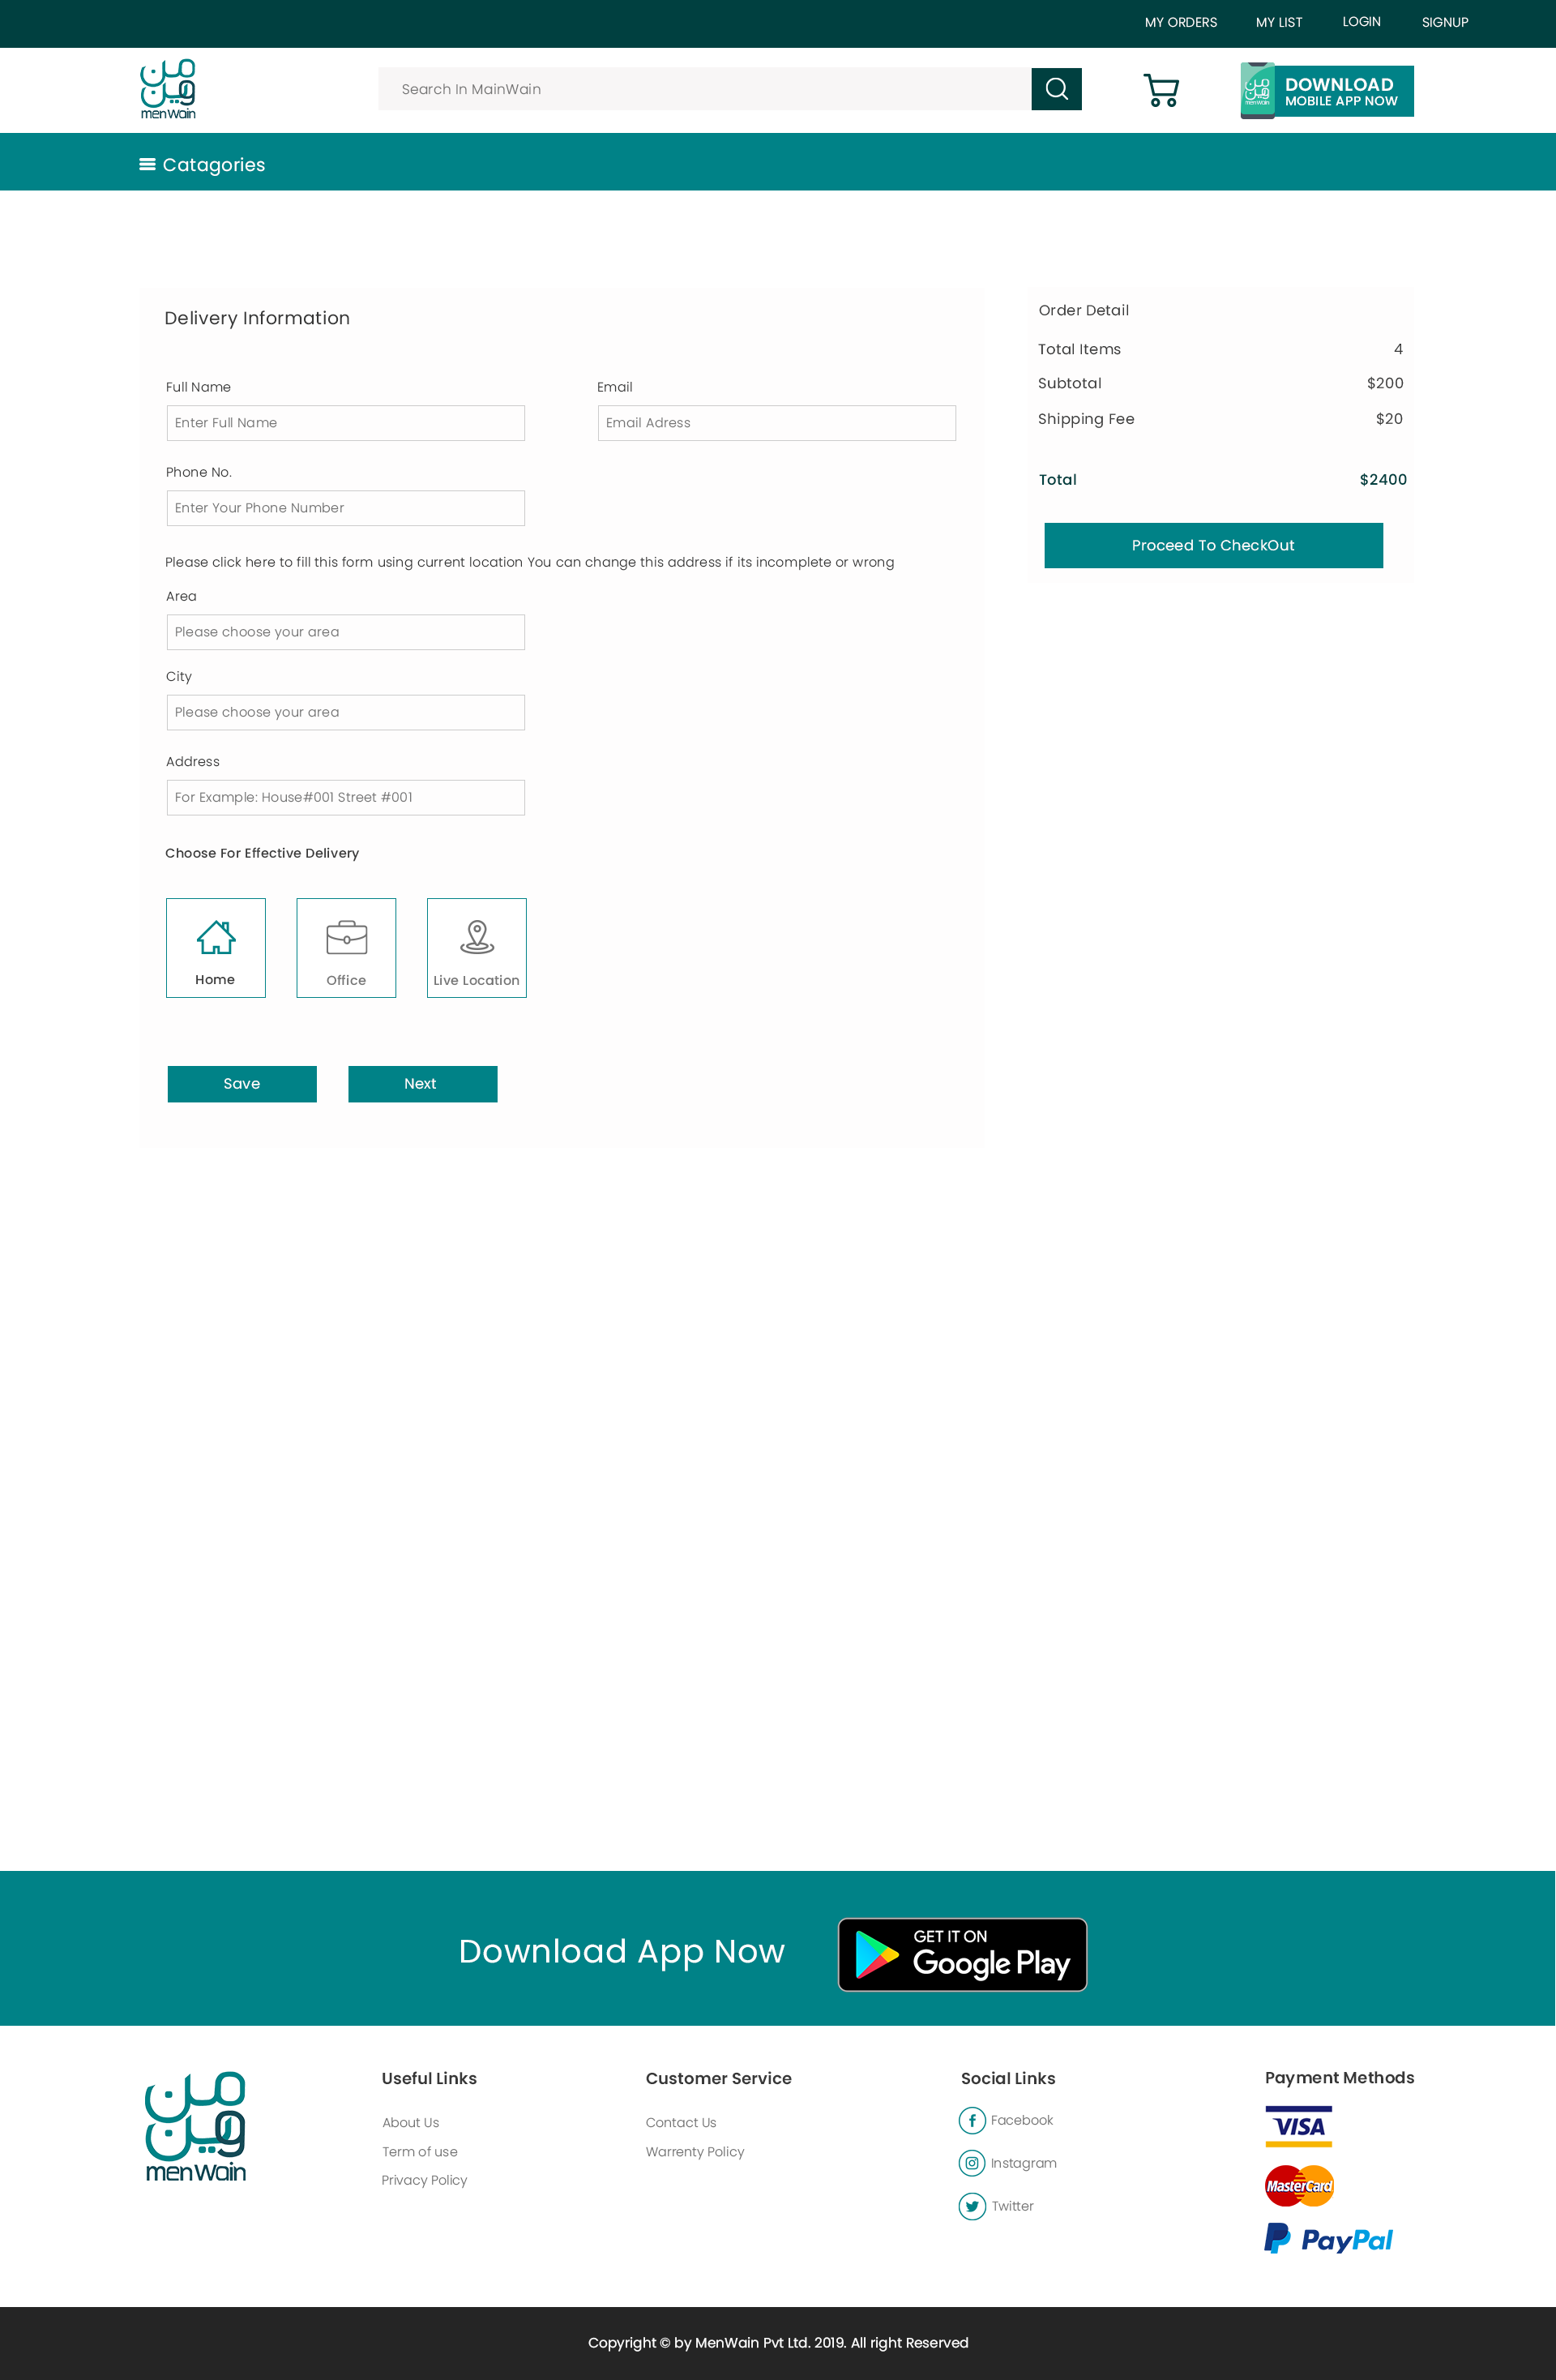 MY ORDERS MY LIST LOGIN SIGNUP
من وين
menWain
Search In MainWain
من وين
menWain
DOWNLOAD
MOBILE APP NOW
Catagories
Delivery Information
Full Name
Enter Full Name
Email
Email Adress
Phone No.
Enter Your Phone Number
Please click here to fill this form using current location You can change this address if its incomplete or wrong
Area
Please choose your area
City
Please choose your area
Address
For Example: House#001 Street #001
Choose For Effective Delivery
Home
Office
Live Location
Save
Next
Order Detail
Total Items 4
Subtotal $200
Shipping Fee $20
Total $2400
Proceed To CheckOut
Download App Now
GET IT ON
Google Play
من وين
menWain
Useful Links
About Us
Term of use
Privacy Policy
Customer Service
Contact Us
Warrenty Policy
Social Links
Facebook
Instagram
Twitter
Payment Methods
VISA
MasterCard
PayPal
Copyright © by MenWain Pvt Ltd. 2019. All right Reserved